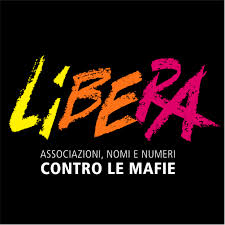 LiBERA
ASSOCIAZIONI, NOMI E NUMERI
CONTRO LE MAFIE